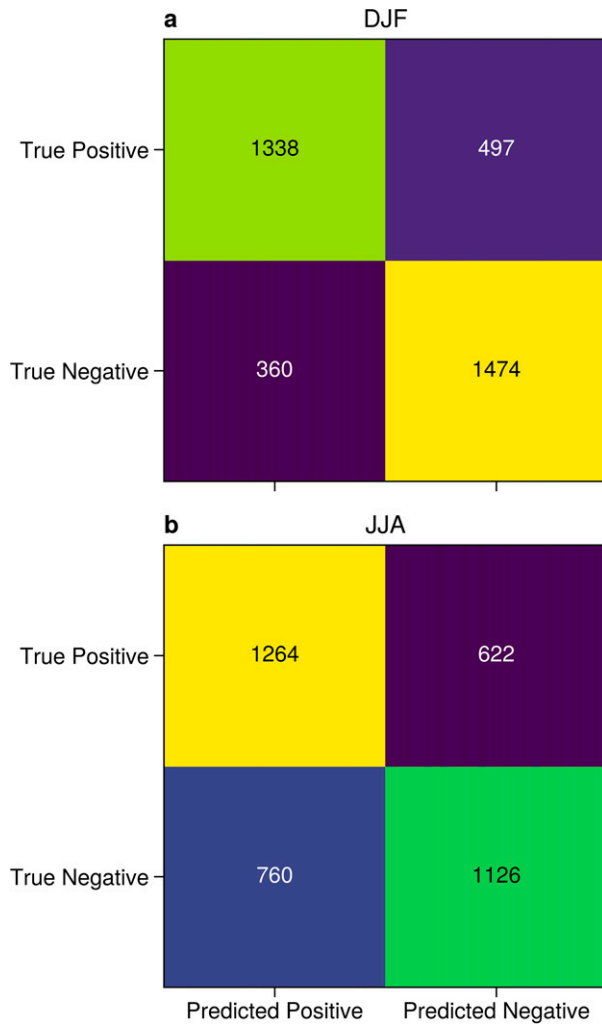 a DJF
True Positive 1338 497
True Negative 360 1474
b JJA
True Positive 1264 622
True Negative 760 1126
Predicted Positive Predicted Negative